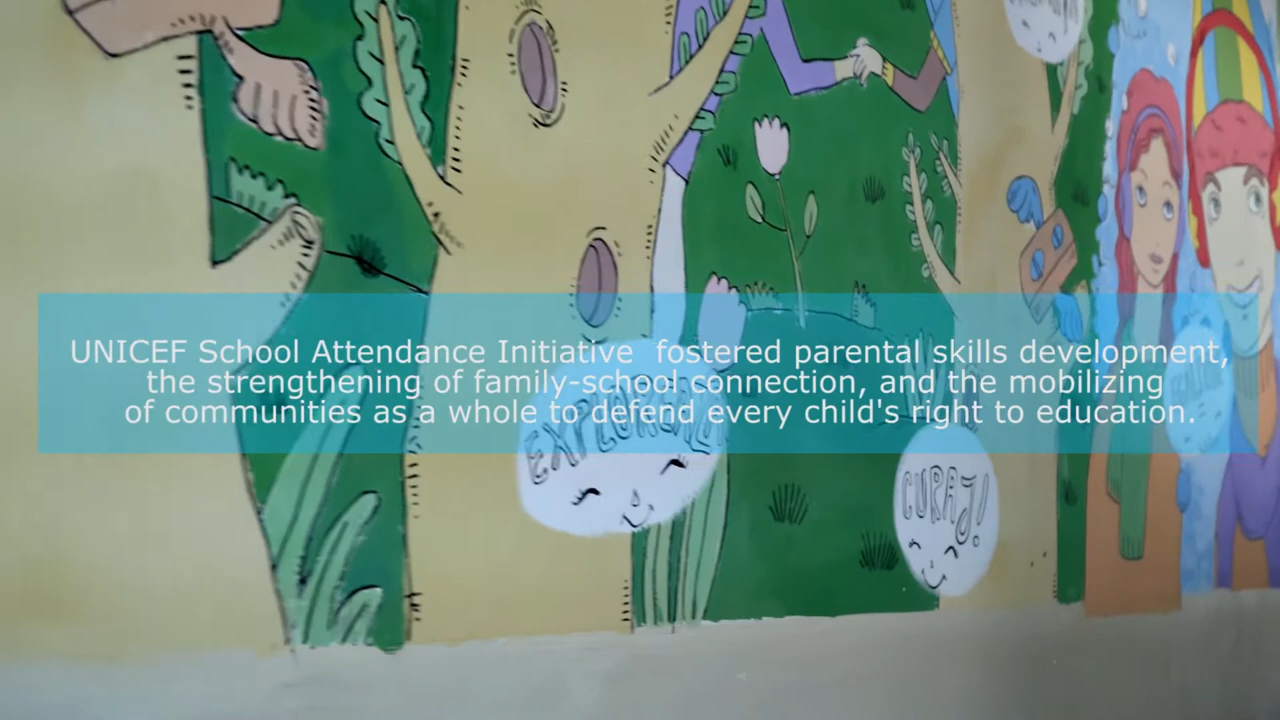 UNICEF School Attendance Initiative  fostered parental skills development,
the strengthening of family-school connection, and the mobilizing
of communities as a whole to defend every child's right to education.
CURAJ!